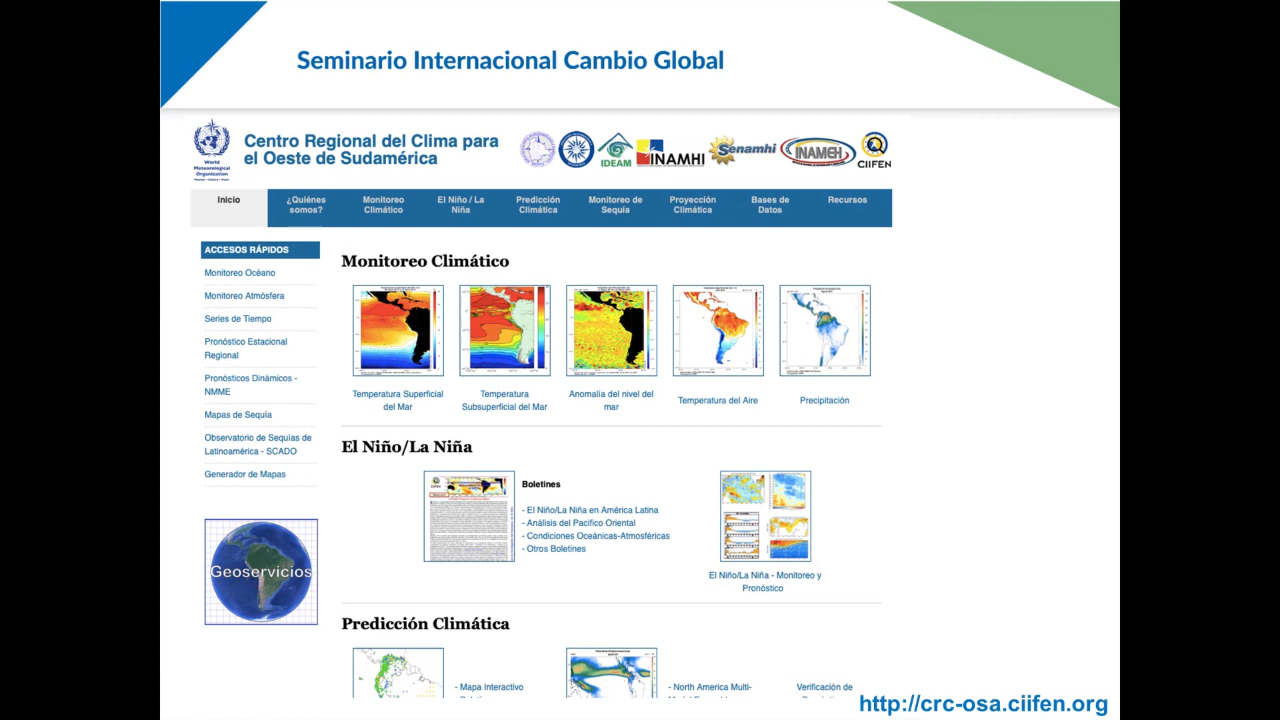 Seminario Internacional Cambio Global
World
Meteorological
Organisation
Centro Regional del Clima para
el Oeste de Sudamérica
IDEAM
INAMHI
Senamhi
INAMEH
CIIFEN
Inicio
¿Quiénes
somos?
Monitoreo
Climático
El Niño / La
Niña
Predicción
Climática
Monitoreo de
Sequía
Proyección
Climática
Bases de
Datos
Recursos
ACCESOS RÁPIDOS
Monitoreo Océano
Monitoreo Atmósfera
Series de Tiempo
Pronóstico Estacional
Regional
Pronósticos Dinámicos -
NMME
Mapas de Sequía
Observatorio de Sequías de
Latinoamérica - SCADO
Generador de Mapas
Geoservicios
Monitoreo Climático
Temperatura Superficial
del Mar
Temperatura
Subsuperficial del Mar
Anomalía del nivel del
mar
Temperatura del Aire
Precipitación
El Niño/La Niña
Boletines
- El Niño/La Niña en América Latina
- Análisis del Pacífico Oriental
- Condiciones Oceánicas-Atmosféricas
- Otros Boletines
El Niño/La Niña - Monitoreo y
Pronóstico
Predicción Climática
- Mapa Interactivo
- North America Multi-
Verificación de
http://crc-osa.ciifen.org